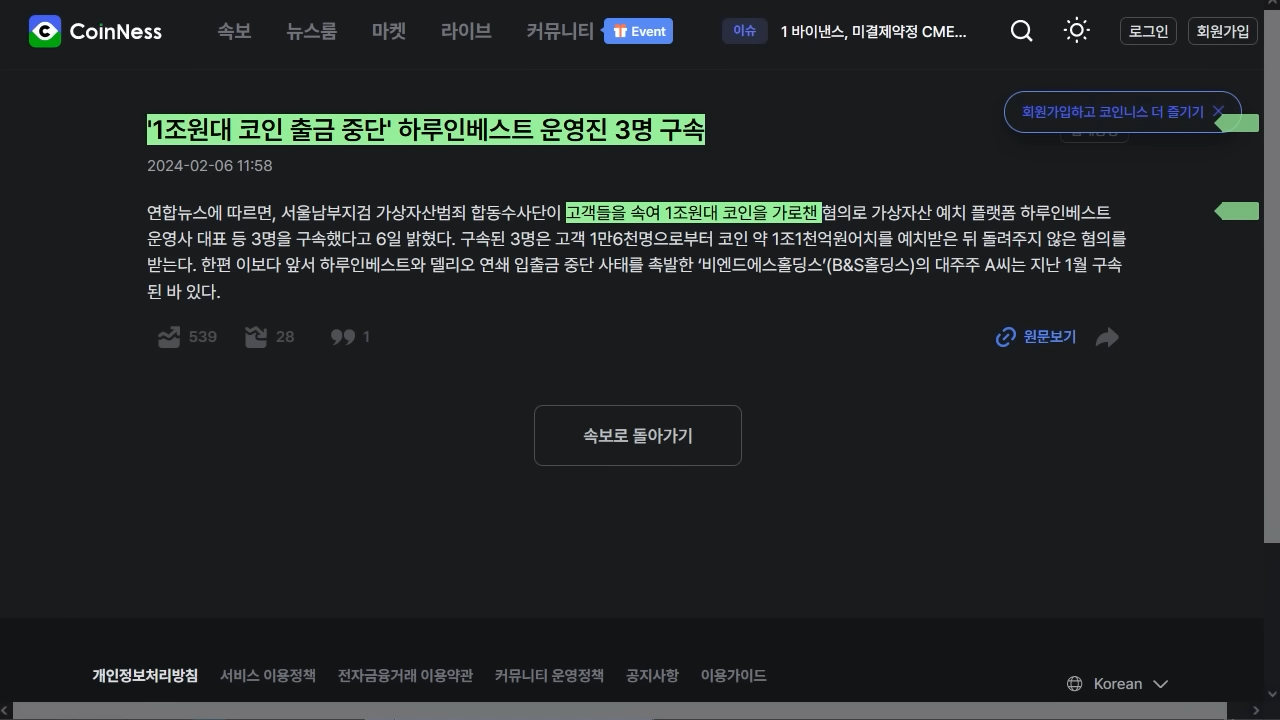 CoinNess 속보 뉴스룸 마켓 라이브 커뮤니티 Event 이슈 1 바이낸스, 미결제약정 CME... 로그인 회원가입
회원가입하고 코인니스 더 즐기기
'1조원대 코인 출금 중단' 하루인베스트 운영진 3명 구속
2024-02-06 11:58
연합뉴스에 따르면, 서울남부지검 가상자산범죄 합동수사단이 고객들을 속여 1조원대 코인을 가로챈 혐의로 가상자산 예치 플랫폼 하루인베스트
운영사 대표 등 3명을 구속했다고 6일 밝혔다. 구속된 3명은 고객 1만6천명으로부터 코인 약 1조1천억원어치를 예치받은 뒤 돌려주지 않은 혐의를
받는다. 한편 이보다 앞서 하루인베스트와 델리오 연쇄 입출금 중단 사태를 촉발한 ‘비엔드에스홀딩스’(B&S홀딩스)의 대주주 A씨는 지난 1월 구속
된 바 있다.
539 28 1 원문보기
속보로 돌아가기
개인정보처리방침 서비스 이용정책 전자금융거래 이용약관 커뮤니티 운영정책 공지사항 이용가이드
Korean